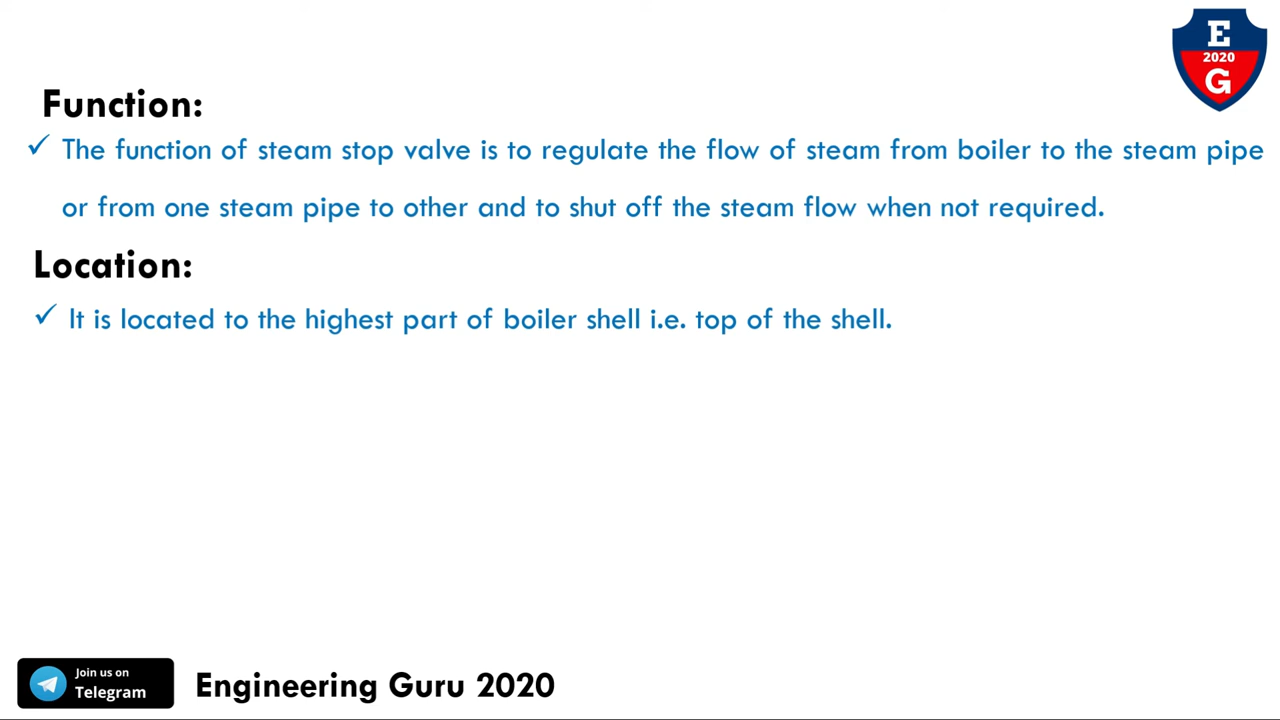 E
2020
G
Function:
✓ The function of steam stop valve is to regulate the flow of steam from boiler to the steam pipe
or from one steam pipe to other and to shut off the steam flow when not required.
Location:
✓ It is located to the highest part of boiler shell i.e. top of the shell.
Join us on
Telegram
Engineering Guru 2020